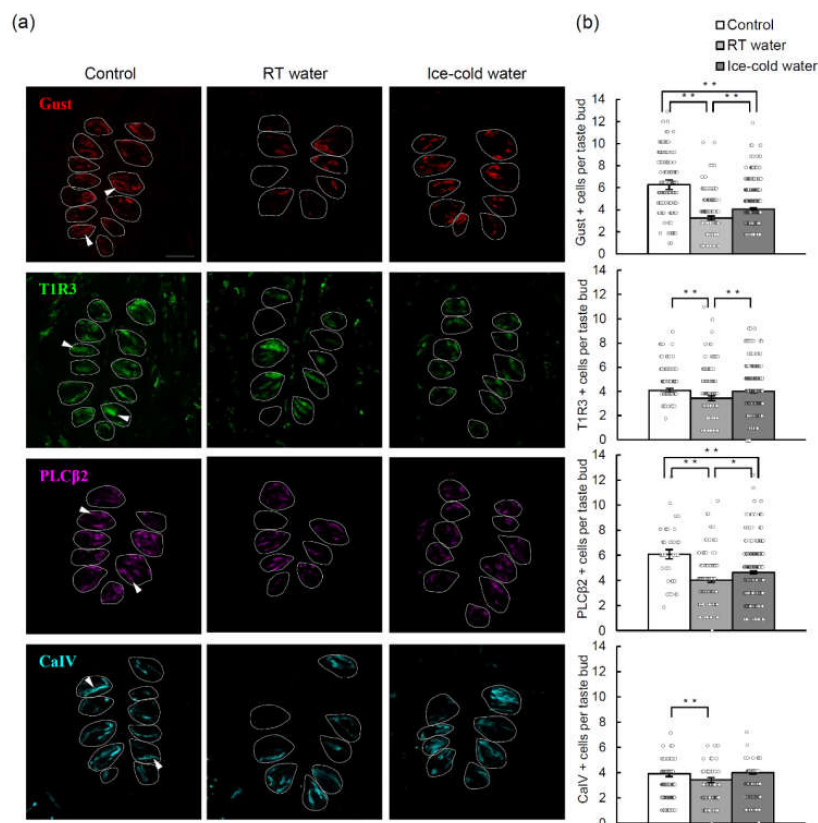 (a)
(b)
Control
RT water
Ice-cold water
Control RT water Ice-cold water
Gust
T1R3
PLCβ2
CaIV
Gust + cells per taste bud
14
12
10
8
6
4
2
0
** ** **
T1R3 + cells per taste bud
14
12
10
8
6
4
2
0
** **
PLCβ2 + cells per taste bud
14
12
10
8
6
4
2
0
** ** *
CaIV + cells per taste bud
14
12
10
8
6
4
2
0
**